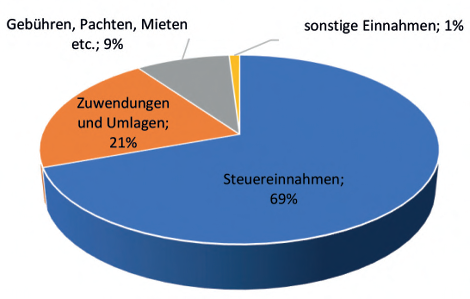 Gebühren, Pachten, Mieten
etc.; 9%
sonstige Einnahmen; 1%
Zuwendungen
und Umlagen;
21%
Steuereinnahmen;
69%